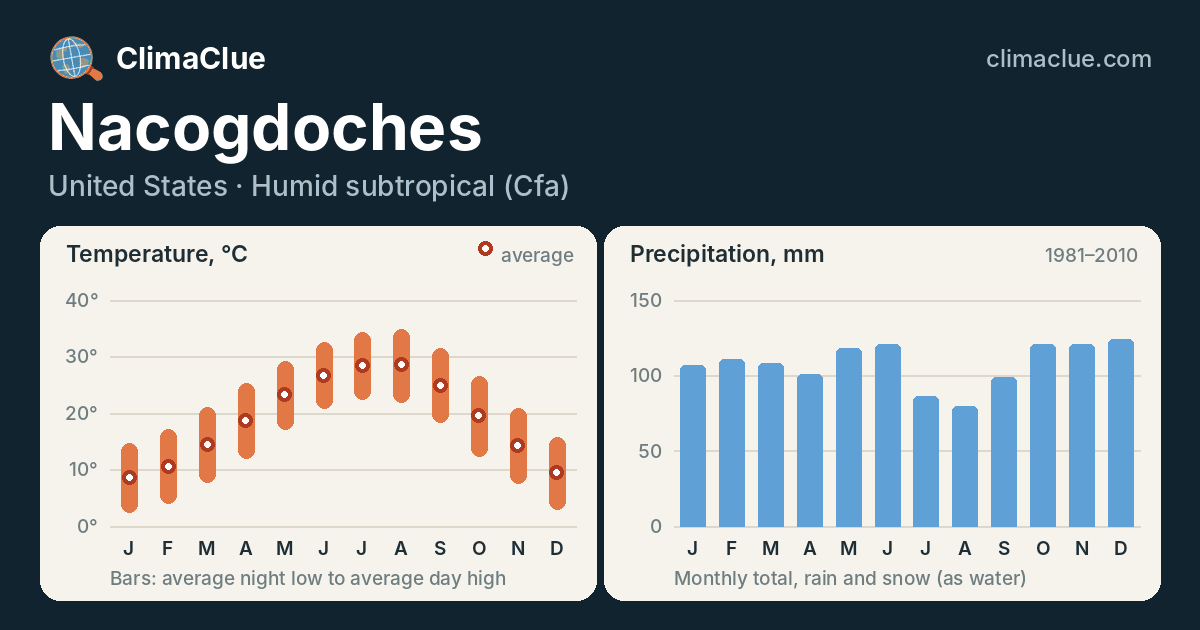 ClimaClue
climaclue.com
Nacogdoches
United States · Humid subtropical (Cfa)
Temperature, °C
average
40°
30°
20°
10°
0°
J F M A M J J A S O N D
Bars: average night low to average day high
Precipitation, mm
1981–2010
150
100
50
0
J F M A M J J A S O N D
Monthly total, rain and snow (as water)